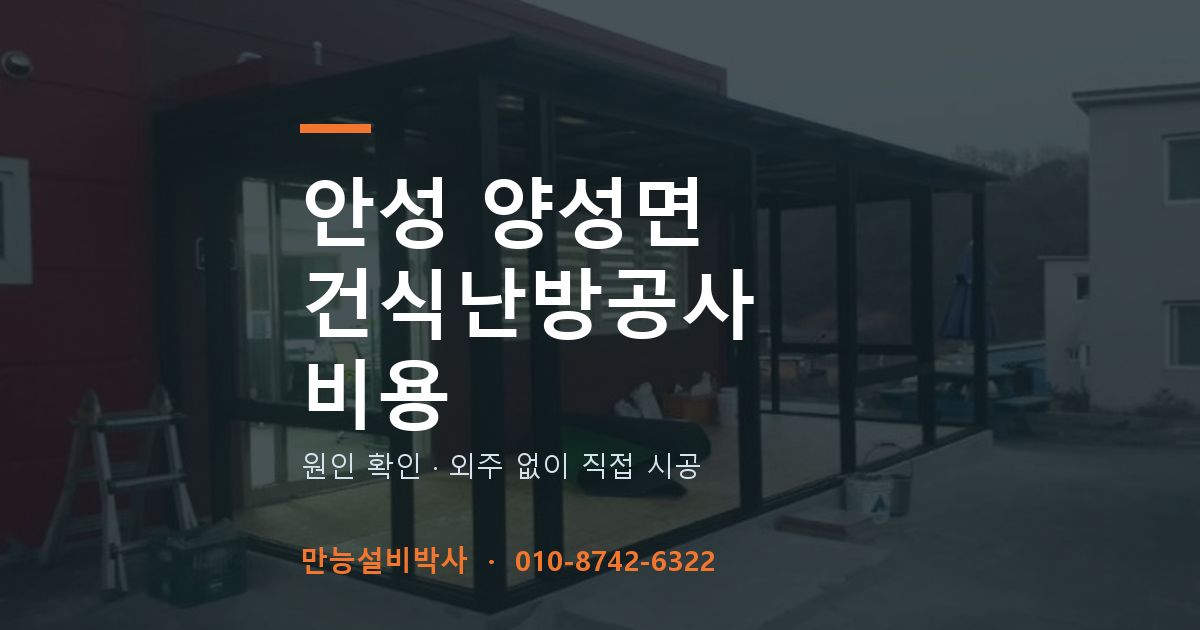 안성 양성면
건식난방공사
비용
원인 확인 · 외주 없이 직접 시공
만능설비박사 · 010-8742-6322